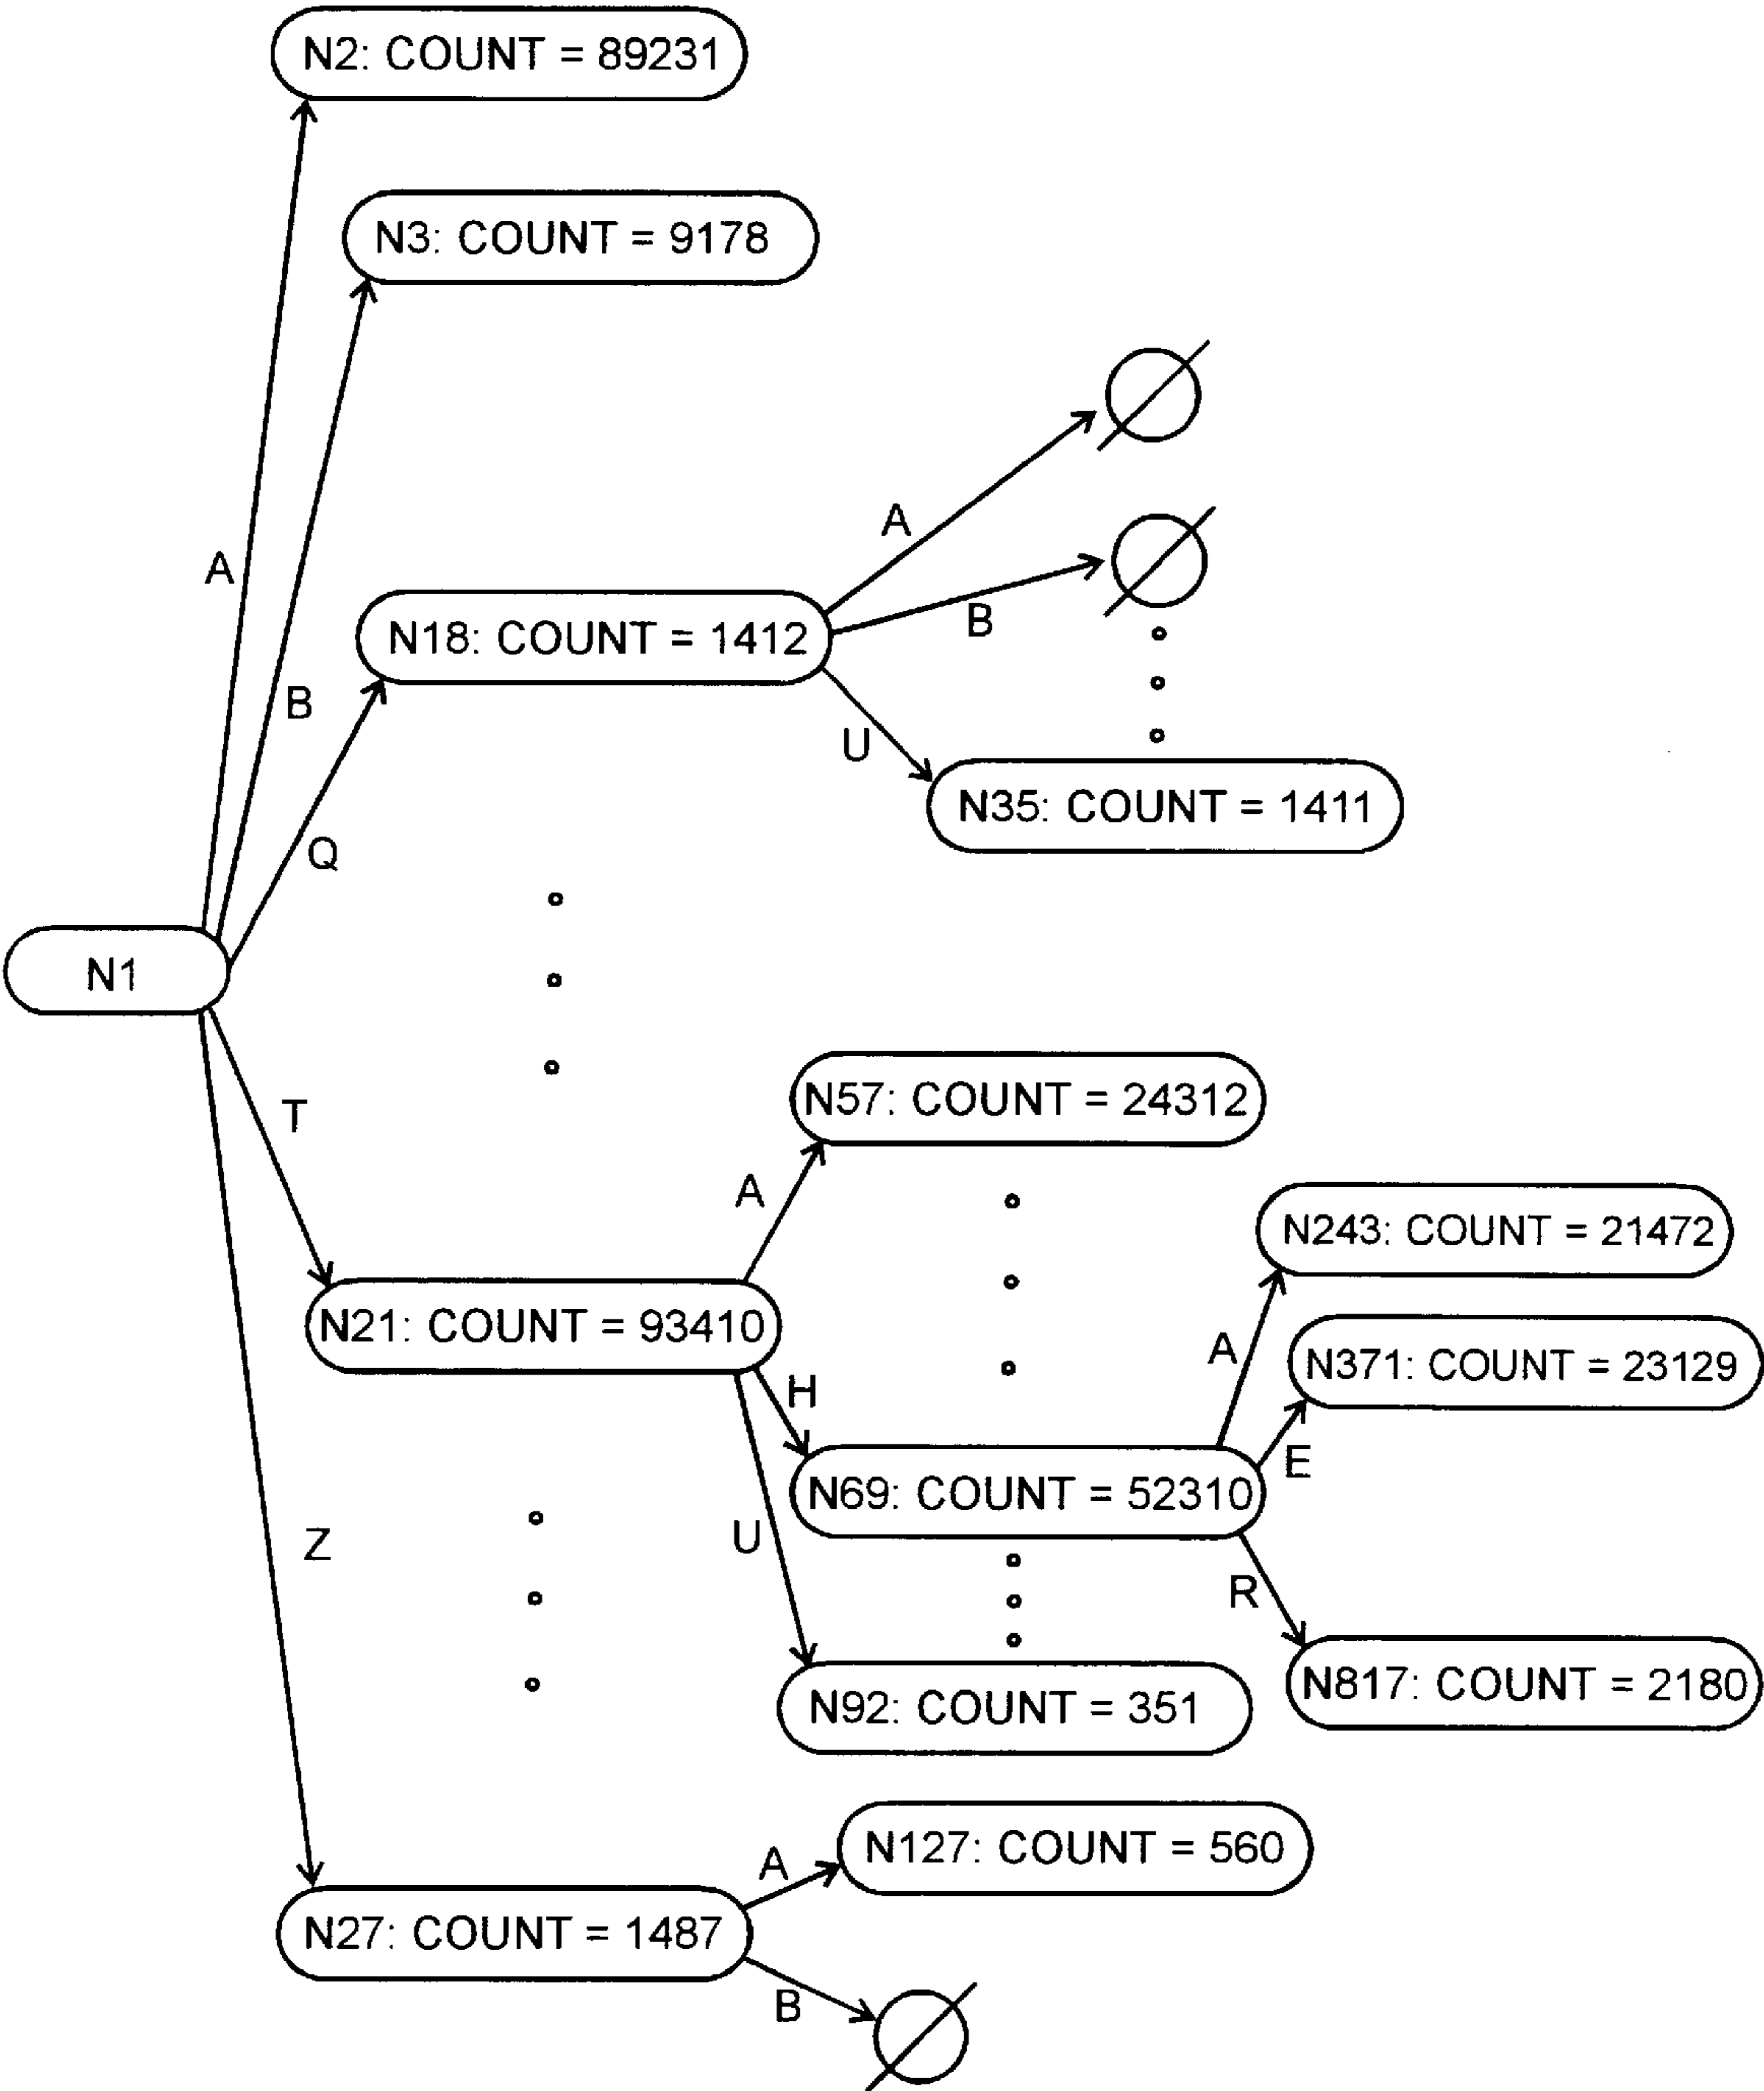 N2: COUNT = 89231
N3: COUNT = 9178
A
A
B
N18: COUNT = 1412
B
U
N35: COUNT = 1411
Q
N1
N57: COUNT = 24312
T
A
N243: COUNT = 21472
N21: COUNT = 93410
A
N371: COUNT = 23129
H
E
N69: COUNT = 52310
Z
U
R
N817: COUNT = 2180
N92: COUNT = 351
N127: COUNT = 560
A
N27: COUNT = 1487
B